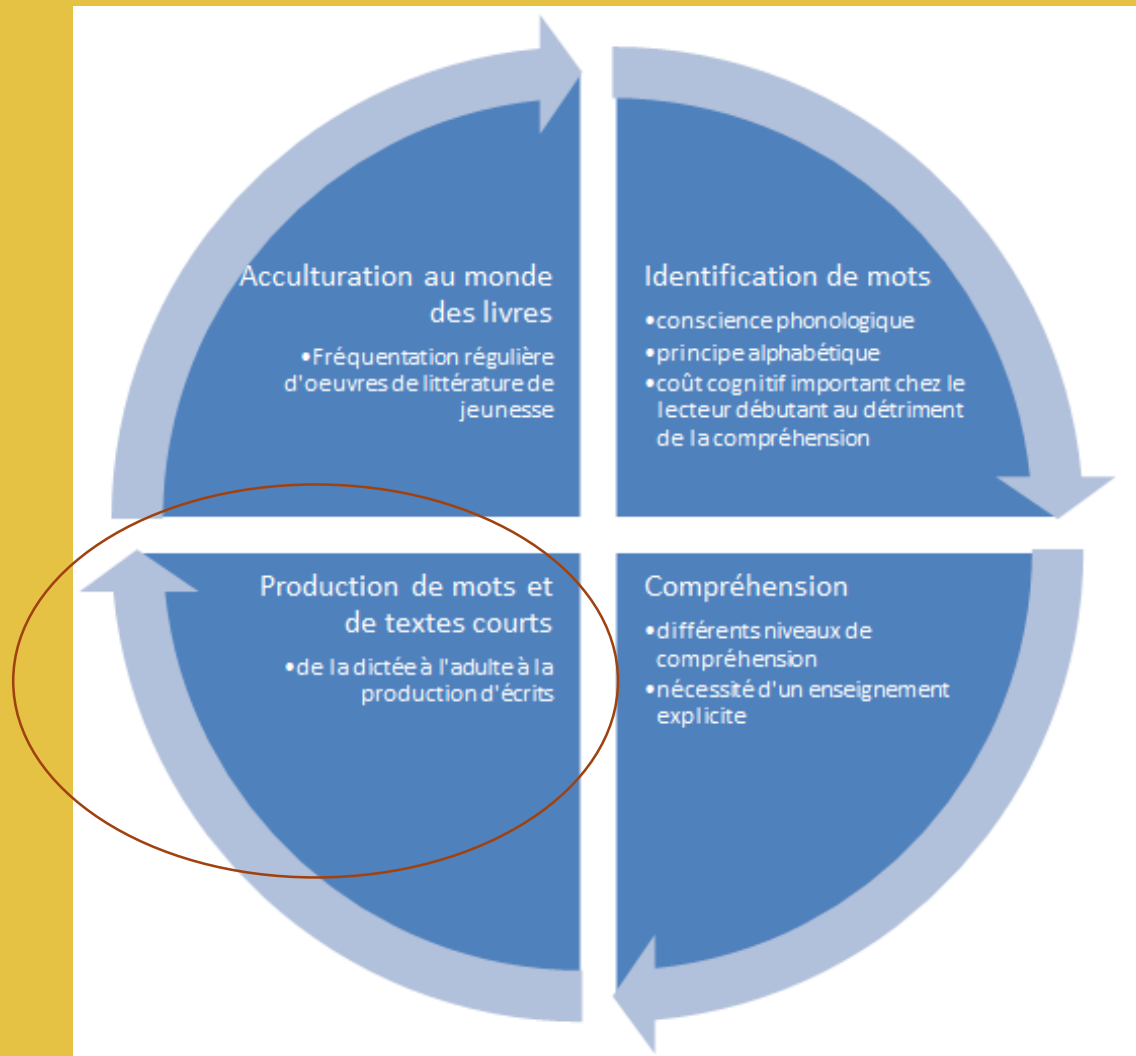 Acculturation au monde
des livres
•Fréquentation régulière
d'oeuvres de littérature de
jeunesse
Identification de mots
•conscience phonologique
•principe alphabétique
•coût cognitif important chez le
lecteur débutant au détriment
de la compréhension
Production de mots et
de textes courts
•de la dictée à l'adulte à la
production d'écrits
Compréhension
•différents niveaux de
compréhension
•nécessité d'un enseignement
explicite